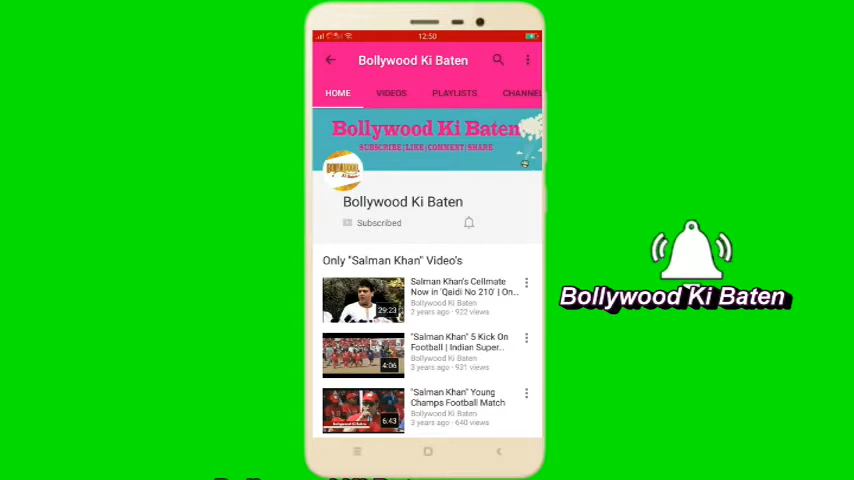 12:50
Bollywood Ki Baten
HOME VIDEOS PLAYLISTS CHANNEL
Bollywood Ki Baten
SUBSCRIBE|LIKE|COMMENT|SHARE
Bollywood Ki Baten
Subscribed
Only "Salman Khan" Video's
29:23
Salman Khan's Cellmate
Now in 'Qaidi No 210' | On...
Bollywood Ki Baten
2 years ago · 922 views
4:06
"Salman Khan" 5 Kick On
Football | Indian Super...
Bollywood Ki Baten
3 years ago · 931 views
6:43
"Salman Khan" Young
Champs Football Match
Bollywood Ki Baten
3 years ago · 640 views
Bollywood Ki Baten